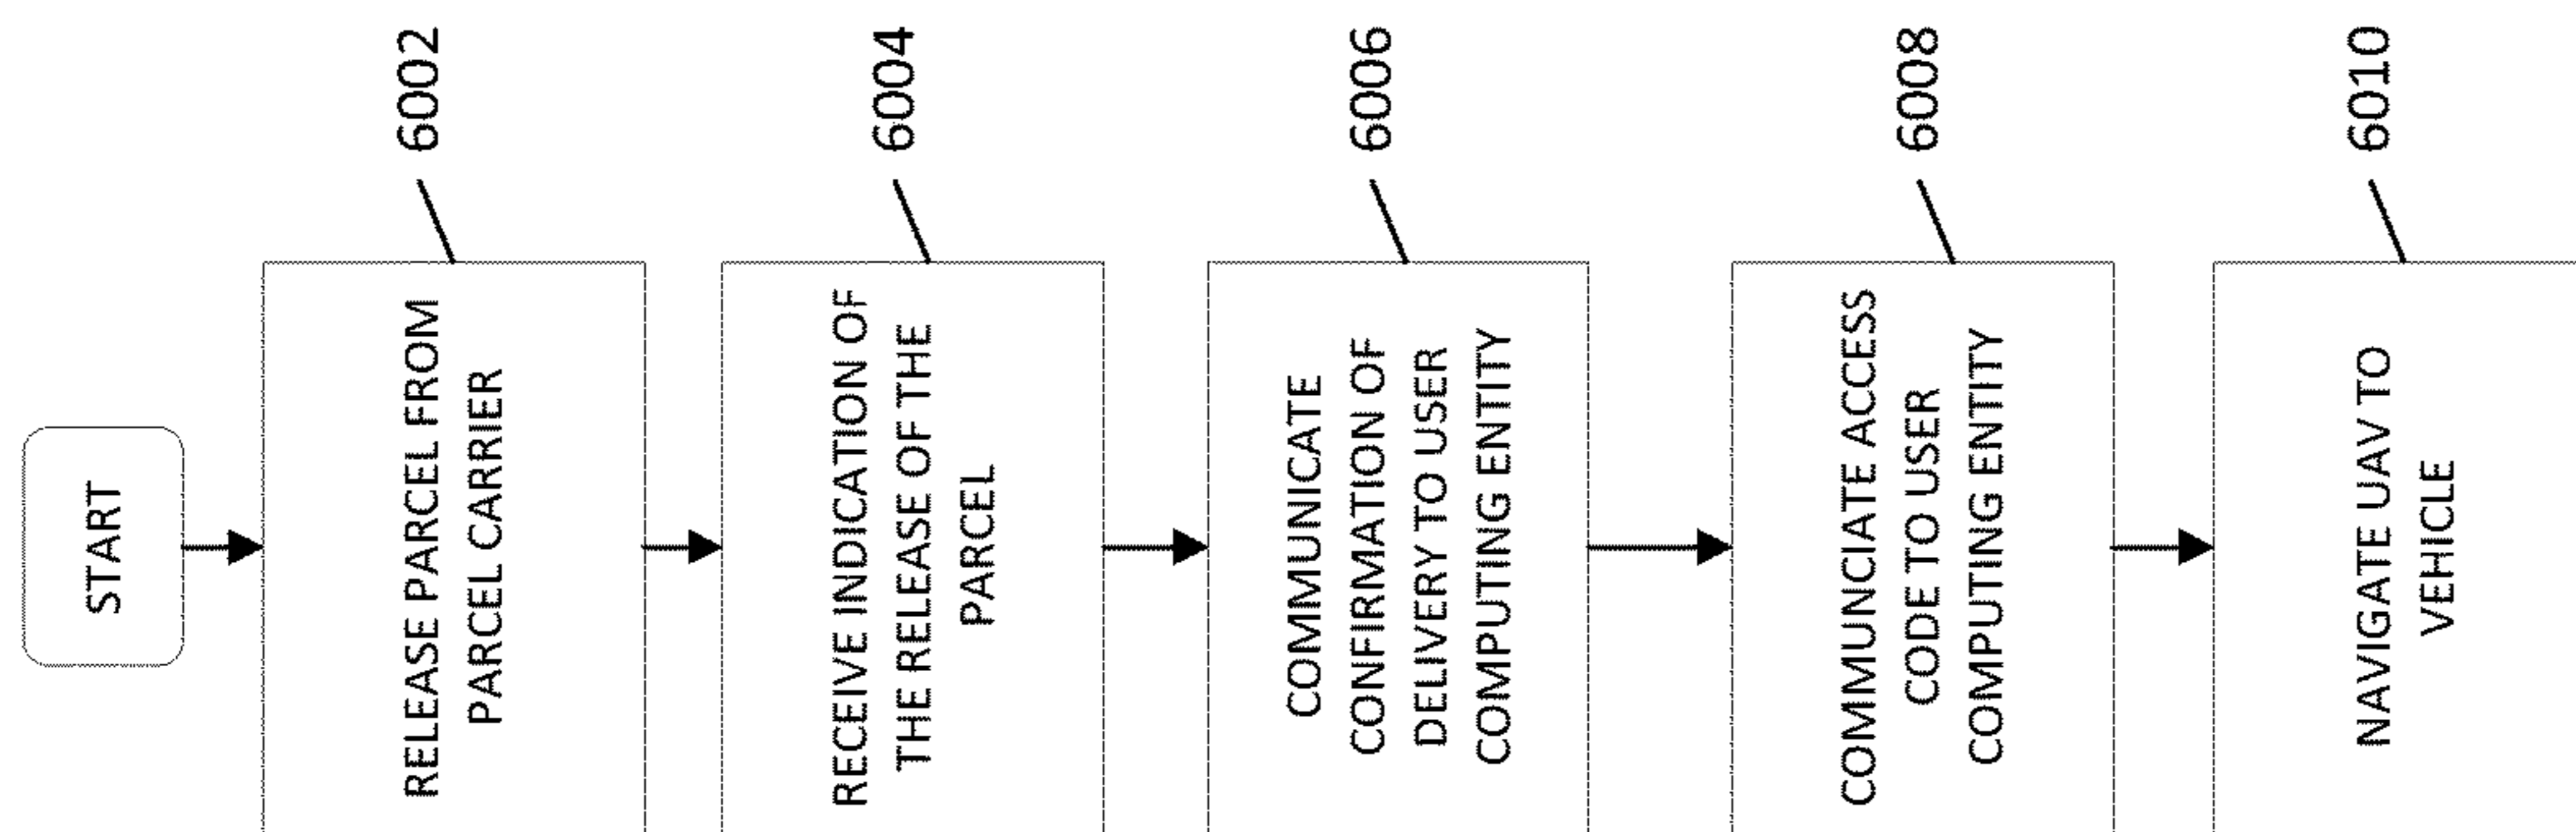 START
RELEASE PARCEL FROM
PARCEL CARRIER
6002
RECEIVE INDICATION OF
THE RELEASE OF THE
PARCEL
6004
COMMUNICATE
CONFIRMATION OF
DELIVERY TO USER
COMPUTING ENTITY
6006
COMMUNCIATE ACCESS
CODE TO USER
COMPUTING ENTITY
6008
NAVIGATE UAV TO
VEHICLE
6010